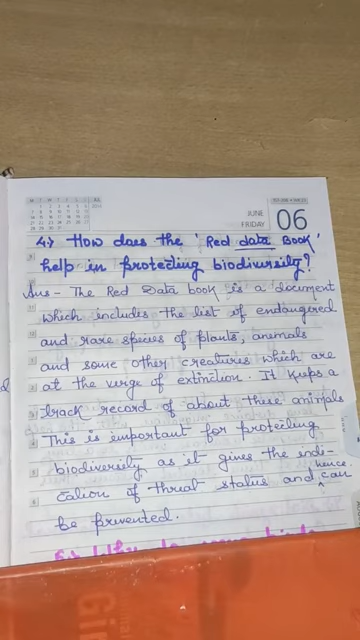 JUNE
FRIDAY
06
4) How does the 'Red data Book'
help in protecting biodiversity?
Ans - The Red Data book is a document
which includes the list of endangered
and rare species of plants, animals
and some other creatures which are
at the verge of extinction. It keeps a
track record of about these animals
This is important for protecting
biodiversity as it gives the indi-
cation of threat status and ^hence can
be prevented.